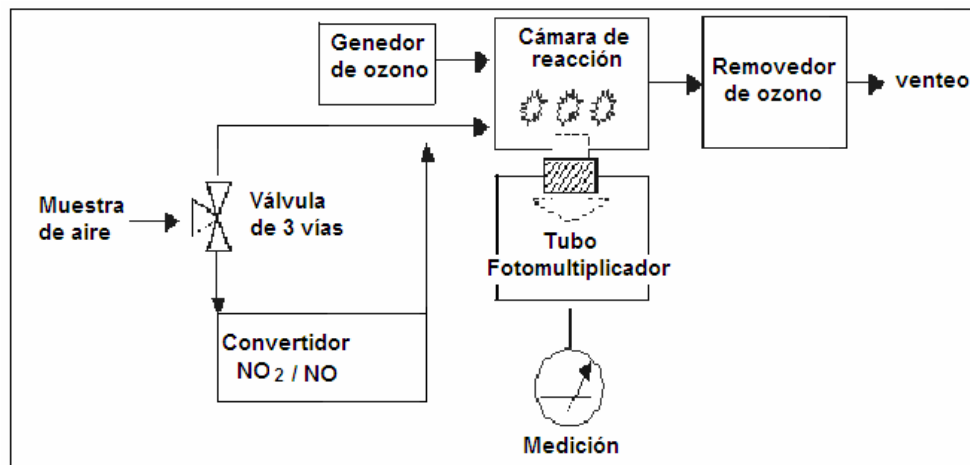 Genedor
de ozono
Cámara de
reacción
Removedor
de ozono
venteo
Muestra
de aire
Válvula
de 3 vías
Tubo
Fotomultiplicador
Convertidor
NO₂ / NO
Medición